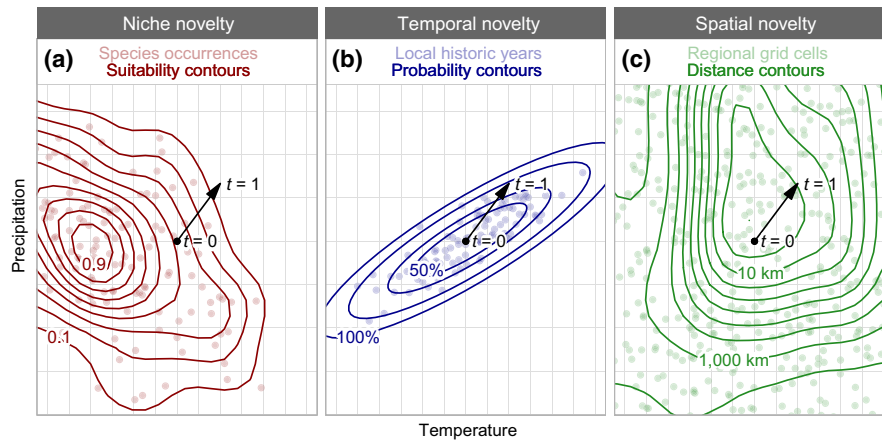 Niche novelty
Temporal novelty
Spatial novelty
(a)
Species occurrences
Suitability contours
(b)
Local historic years
Probability contours
(c)
Regional grid cells
Distance contours
Precipitation
t = 1
t = 0
0.9
0.1
t = 1
t = 0
50%
100%
t = 1
t = 0
10 km
1,000 km
Temperature